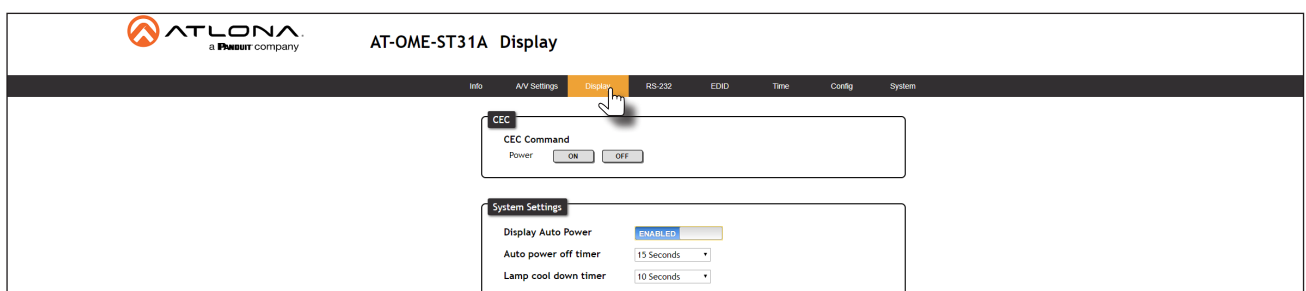 ATLONA.
a PANDUIT company
AT-OME-ST31A Display
Info A/V Settings Display RS-232 EDID Time Config System
CEC
CEC Command
Power ON OFF
System Settings
Display Auto Power ENABLED
Auto power off timer 15 Seconds
Lamp cool down timer 10 Seconds